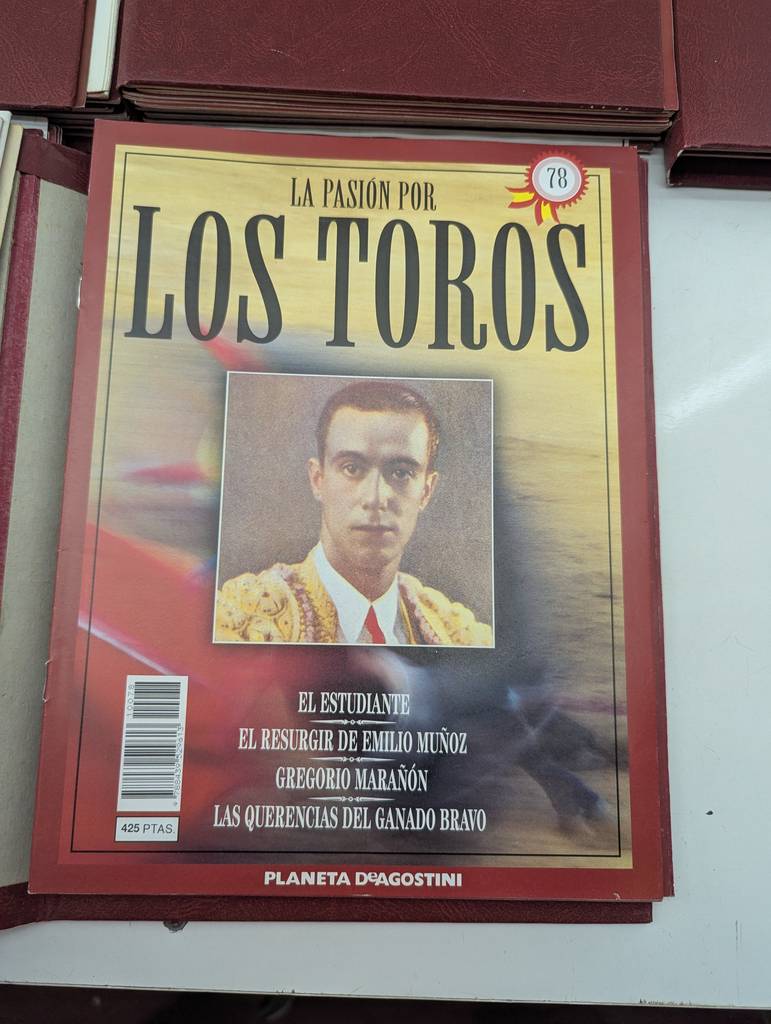 78
LA PASIÓN POR
LOS TOROS
EL ESTUDIANTE
EL RESURGIR DE EMILIO MUÑOZ
GREGORIO MARAÑÓN
LAS QUERENCIAS DEL GANADO BRAVO
10078
425 PTAS.
PLANETA DeAGOSTINI